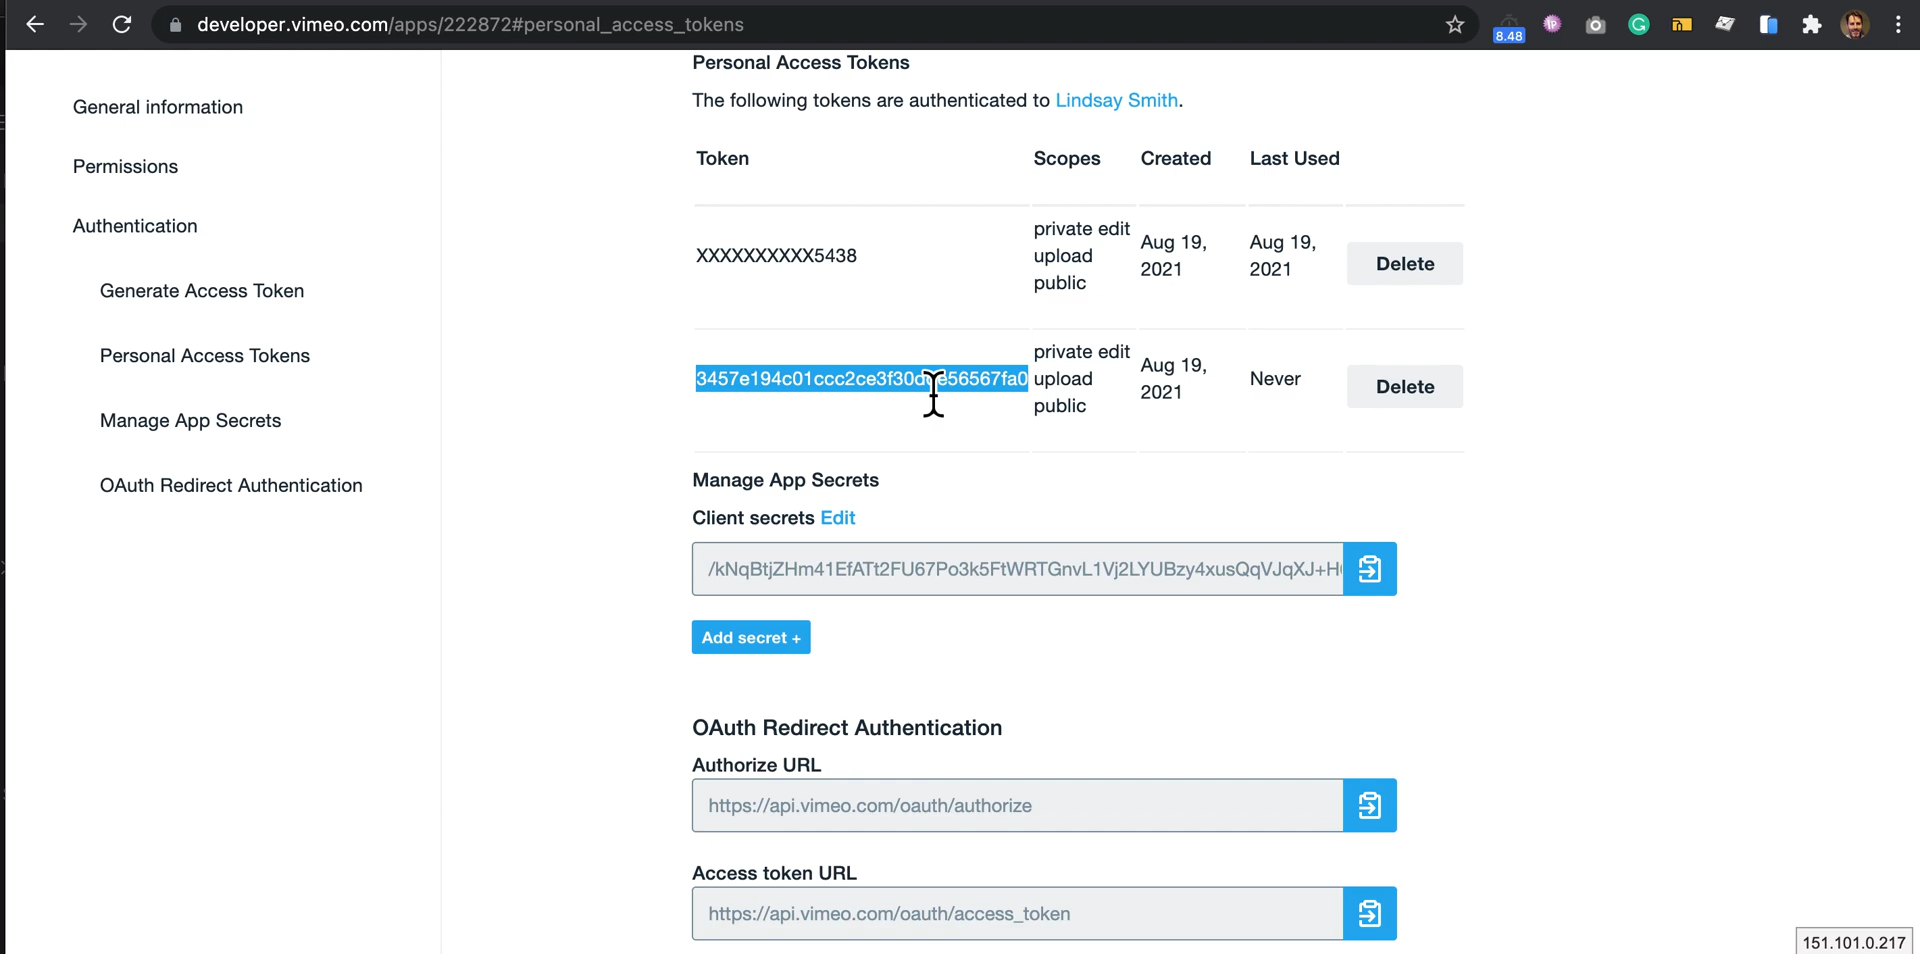 developer.vimeo.com/apps/222872#personal_access_tokens
8.48
General information
Permissions
Authentication
Generate Access Token
Personal Access Tokens
Manage App Secrets
OAuth Redirect Authentication
Personal Access Tokens
The following tokens are authenticated to Lindsay Smith.
Token Scopes Created Last Used
XXXXXXXXXX5438
private edit
upload
public
Aug 19,
2021
Aug 19,
2021
Delete
private edit
upload
public
Aug 19,
2021
Never
Delete
Manage App Secrets
Client secrets Edit
/kNqBtjZHm41EfATt2FU67Po3k5FtWRTGnvL1Vj2LYUBzy4xusQqVJqXJ+H
Add secret +
OAuth Redirect Authentication
Authorize URL
https://api.vimeo.com/oauth/authorize
Access token URL
https://api.vimeo.com/oauth/access_token
151.101.0.217